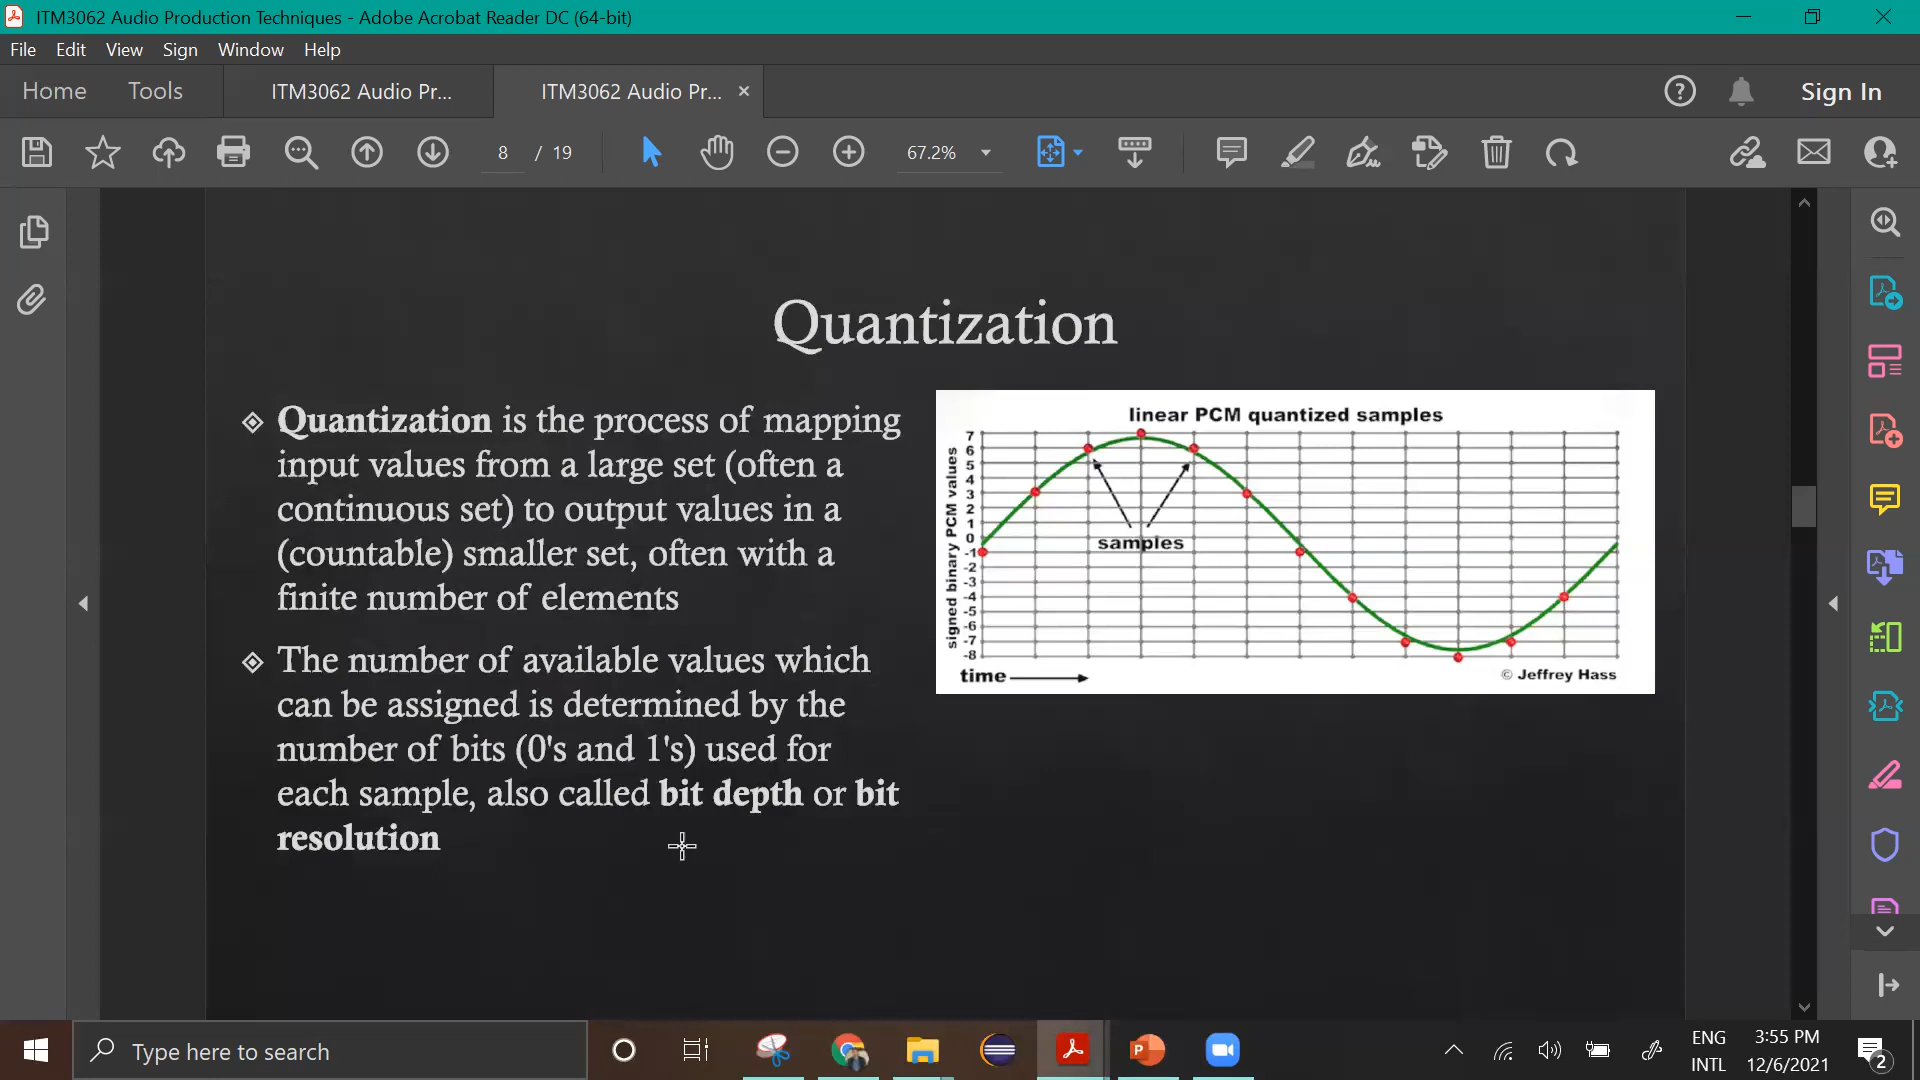 ITM3062 Audio Production Techniques - Adobe Acrobat Reader DC (64-bit)
File Edit View Sign Window Help
Home Tools ITM3062 Audio Pr... ITM3062 Audio Pr... × ? Sign In
8 / 19 67.2%
Quantization
Quantization is the process of mapping
input values from a large set (often a
continuous set) to output values in a
(countable) smaller set, often with a
finite number of elements
The number of available values which
can be assigned is determined by the
number of bits (0's and 1's) used for
each sample, also called bit depth or bit
resolution
linear PCM quantized samples
signed binary PCM values
7
6
5
4
3
2
1
0
-1
-2
-3
-4
-5
-6
-7
-8
samples
time
© Jeffrey Hass
Type here to search
P
ENG
INTL
3:55 PM
12/6/2021
2